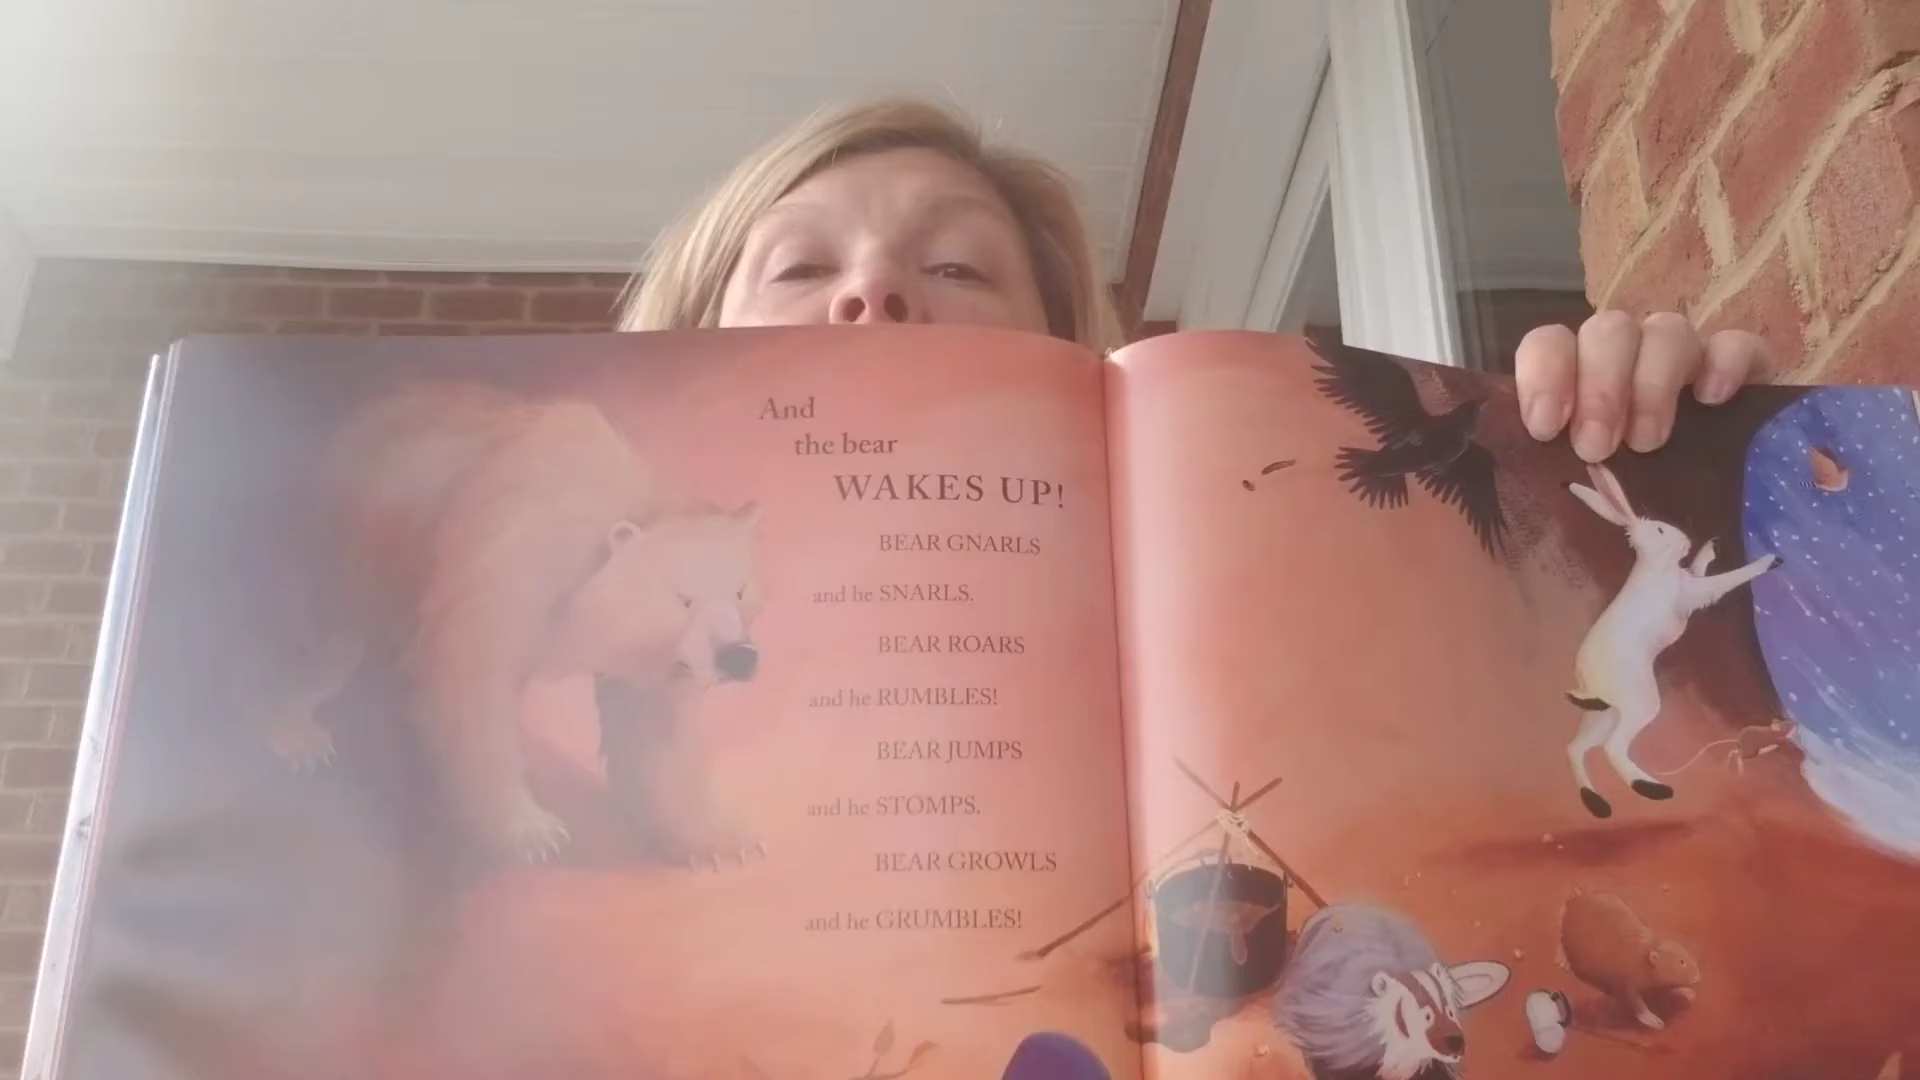 And
the bear
WAKES UP!
BEAR GNARLS
and he SNARLS.
BEAR ROARS
and he RUMBLES!
BEAR JUMPS
and he STOMPS.
BEAR GROWLS
and he GRUMBLES!